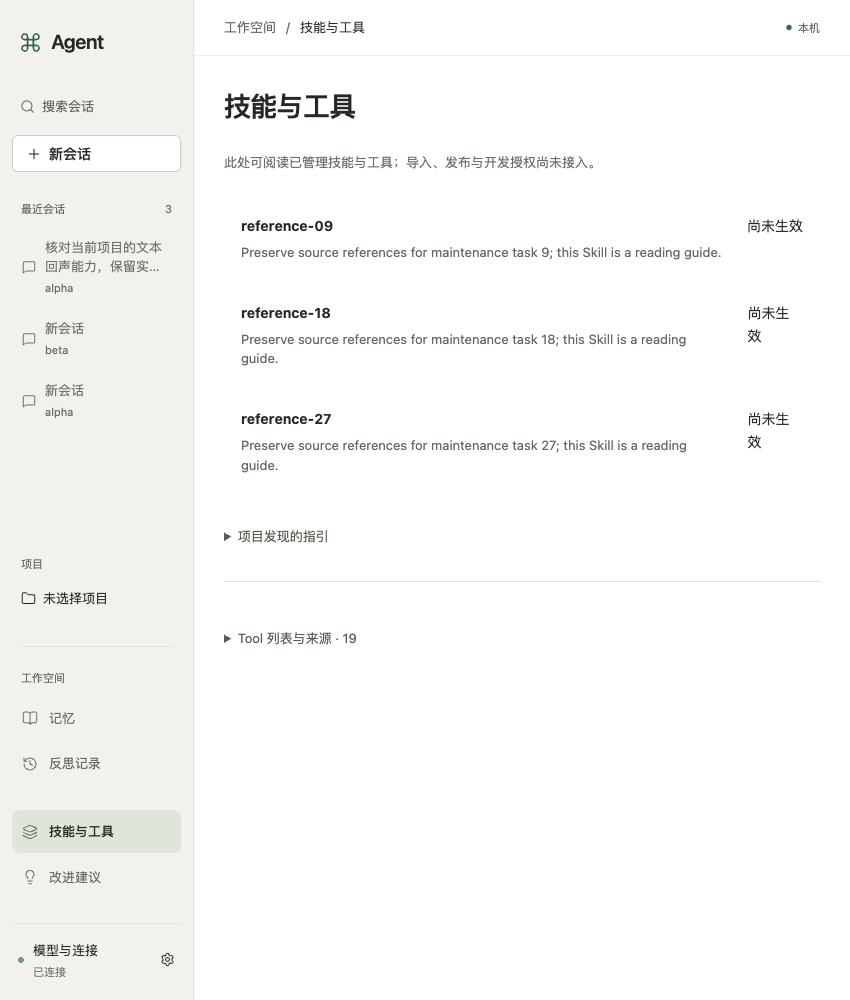 Agent
搜索会话
新会话
最近会话 3
核对当前项目的文本
回声能力，保留实...
alpha
新会话
beta
新会话
alpha
项目
未选择项目
工作空间
记忆
反思记录
技能与工具
改进建议
模型与连接
已连接
工作空间 / 技能与工具
本机
技能与工具
此处可阅读已管理技能与工具；导入、发布与开发授权尚未接入。
reference-09
尚未生效
Preserve source references for maintenance task 9; this Skill is a reading guide.
reference-18
尚未生
效
Preserve source references for maintenance task 18; this Skill is a reading
guide.
reference-27
尚未生
效
Preserve source references for maintenance task 27; this Skill is a reading
guide.
项目发现的指引
Tool 列表与来源 · 19